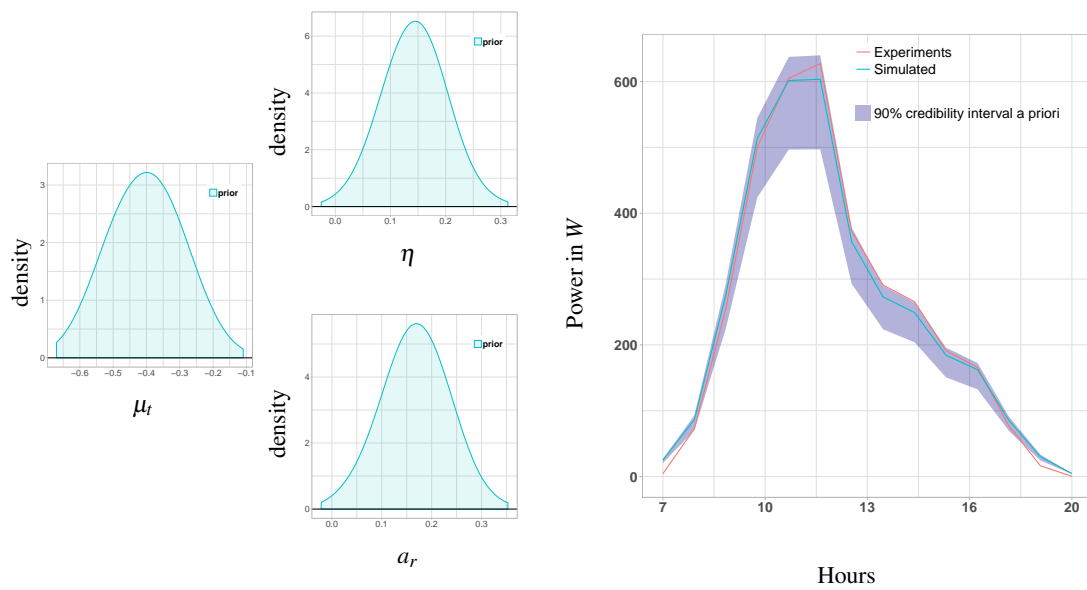 density
0
1
2
3
prior
−0.6
−0.4
−0.3
−0.2
−0.1
μt
density
0
2
4
6
prior
0.0
0.1
0.2
0.3
η
density
0
2
4
prior
0.0
0.1
0.2
0.3
ar
Power in W
600
400
200
0
Experiments
Simulated
90% credibility interval a priori
7
10
13
16
20
Hours